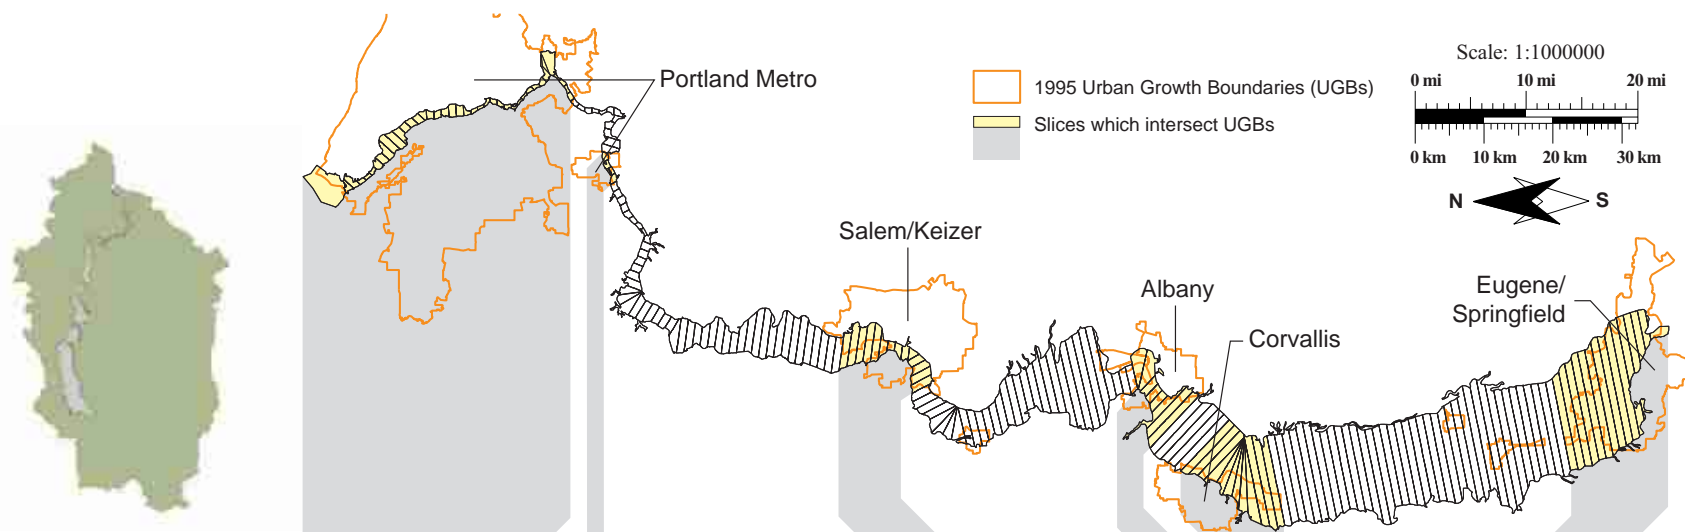 Portland Metro
1995 Urban Growth Boundaries (UGBs)
Slices which intersect UGBs
Scale: 1:1000000
0 mi 10 mi 20 mi
0 km 10 km 20 km 30 km
N S
Salem/Keizer
Albany
Corvallis
Eugene/
Springfield